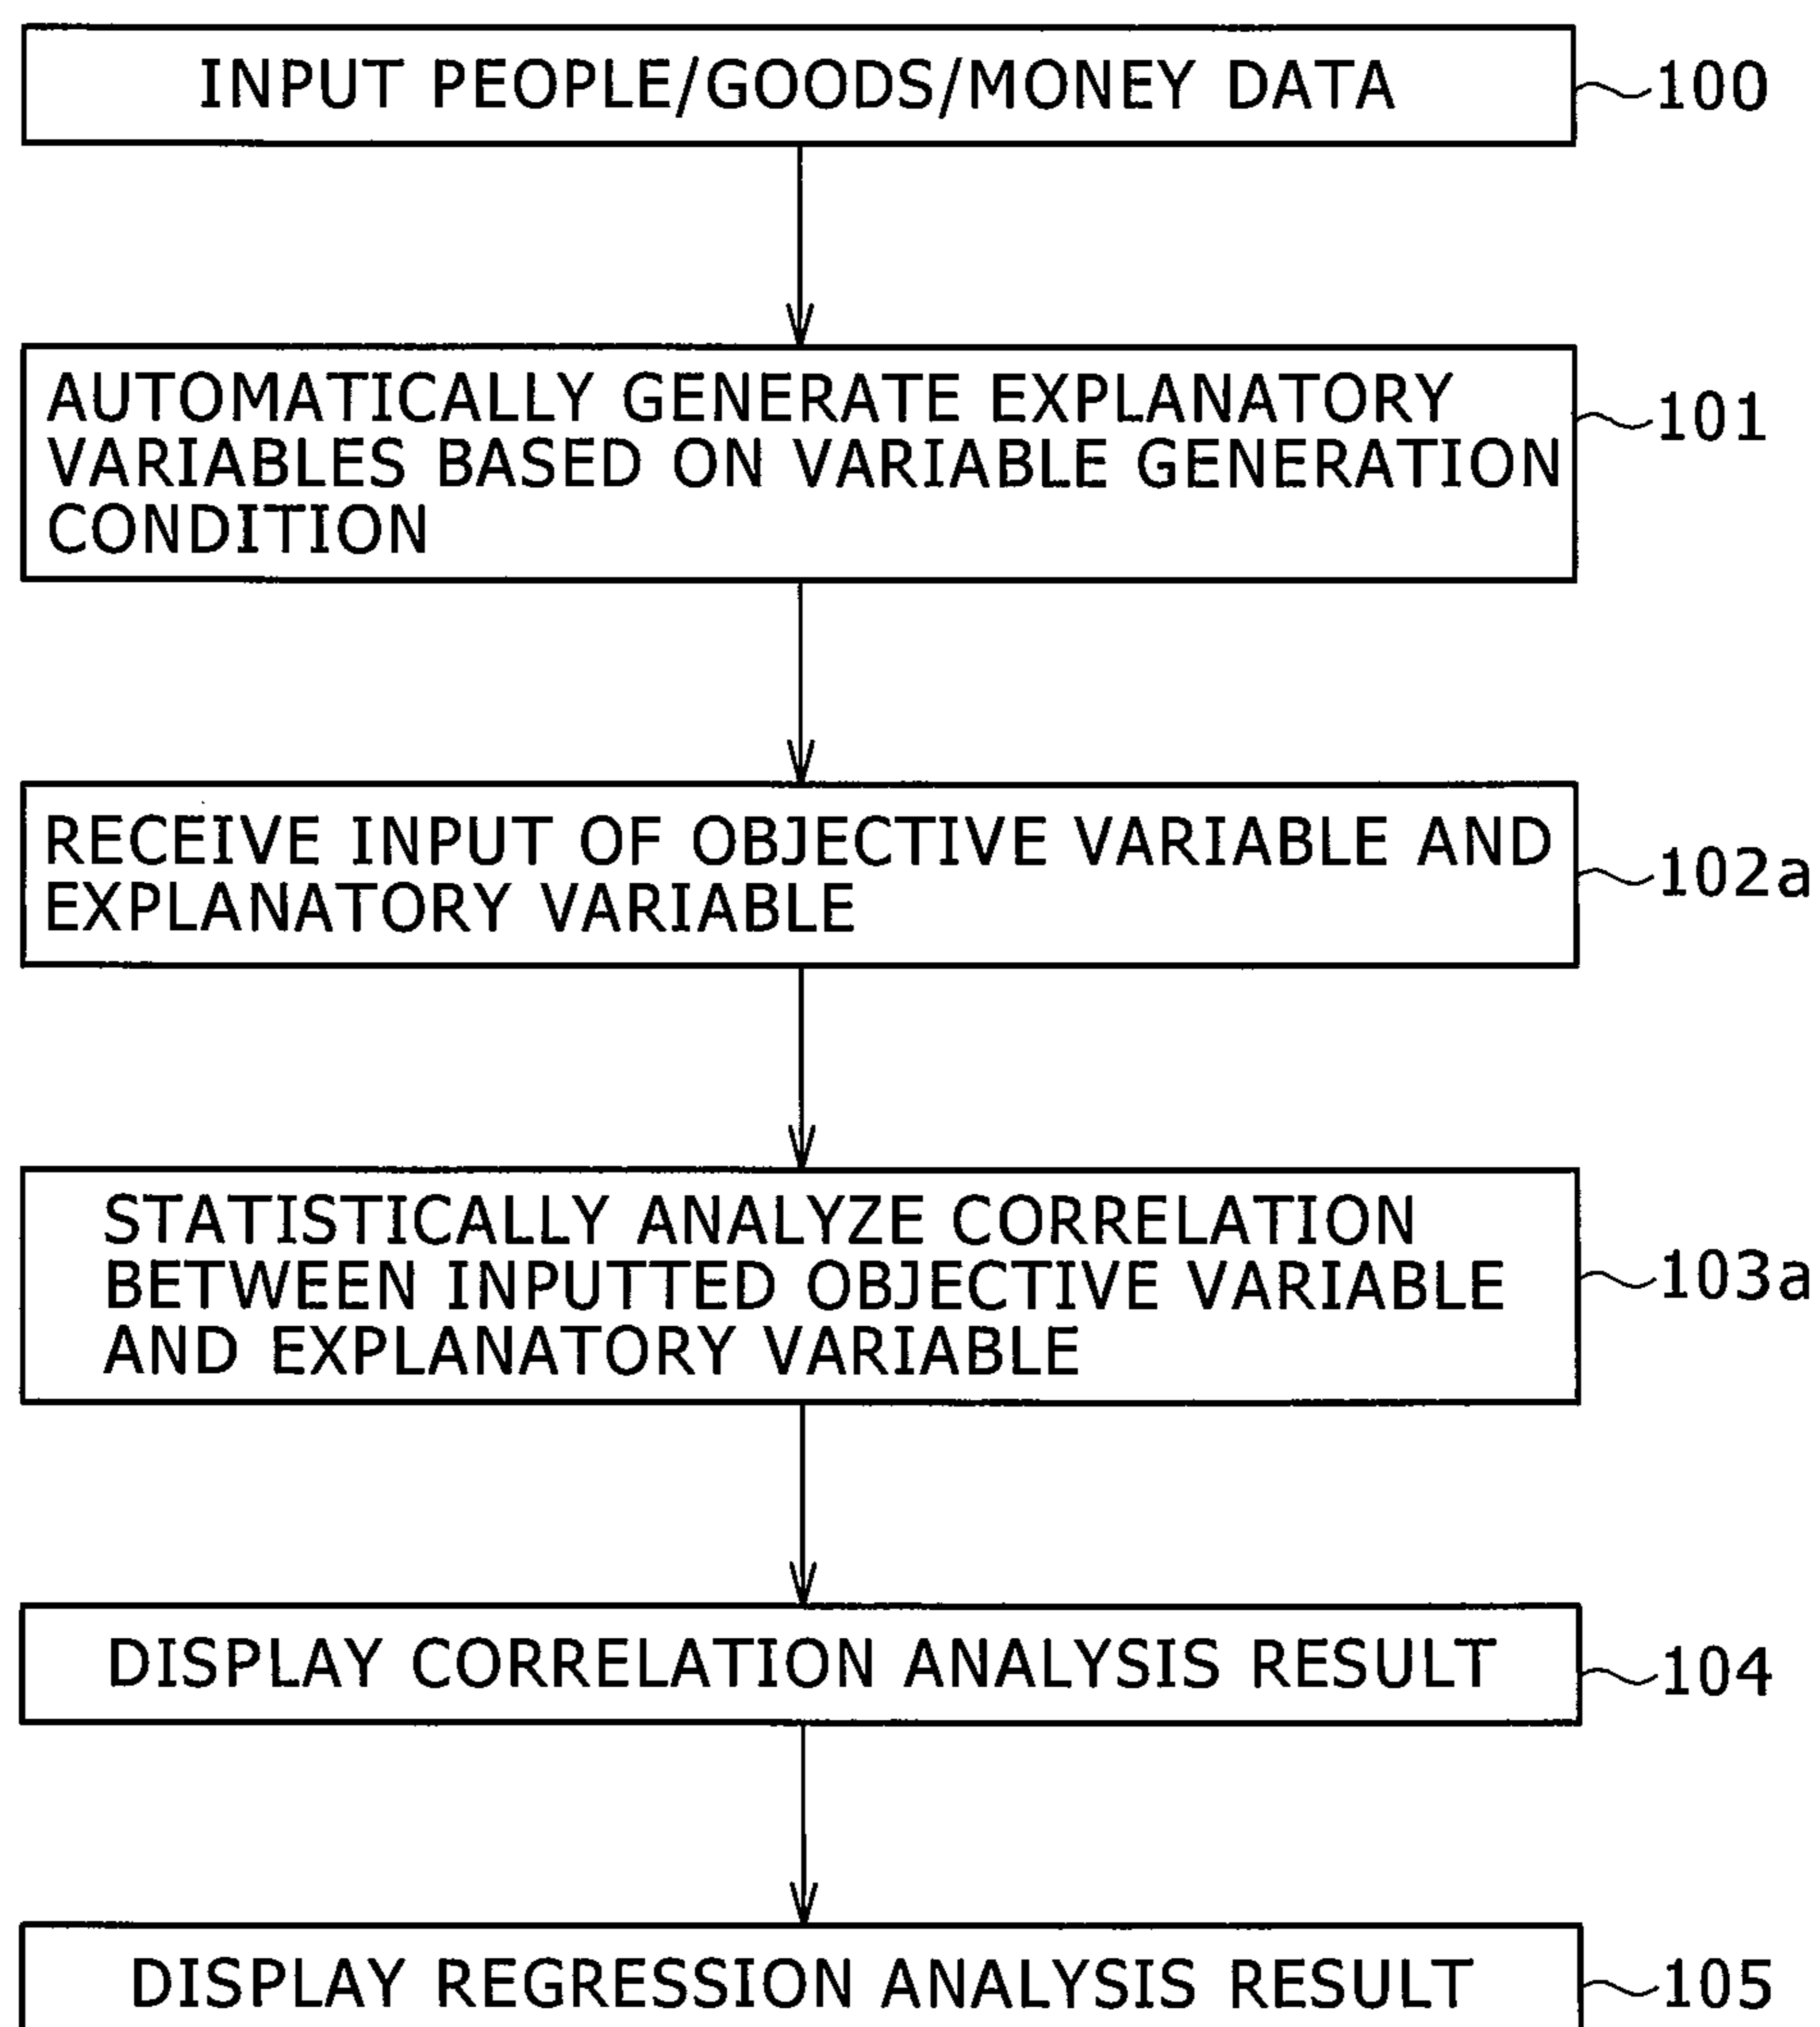 INPUT PEOPLE/GOODS/MONEY DATA
100
AUTOMATICALLY GENERATE EXPLANATORY
VARIABLES BASED ON VARIABLE GENERATION
CONDITION
101
RECEIVE INPUT OF OBJECTIVE VARIABLE AND
EXPLANATORY VARIABLE
102a
STATISTICALLY ANALYZE CORRELATION
BETWEEN INPUTTED OBJECTIVE VARIABLE
AND EXPLANATORY VARIABLE
103a
DISPLAY CORRELATION ANALYSIS RESULT
104
DISPLAY REGRESSION ANALYSIS RESULT
105